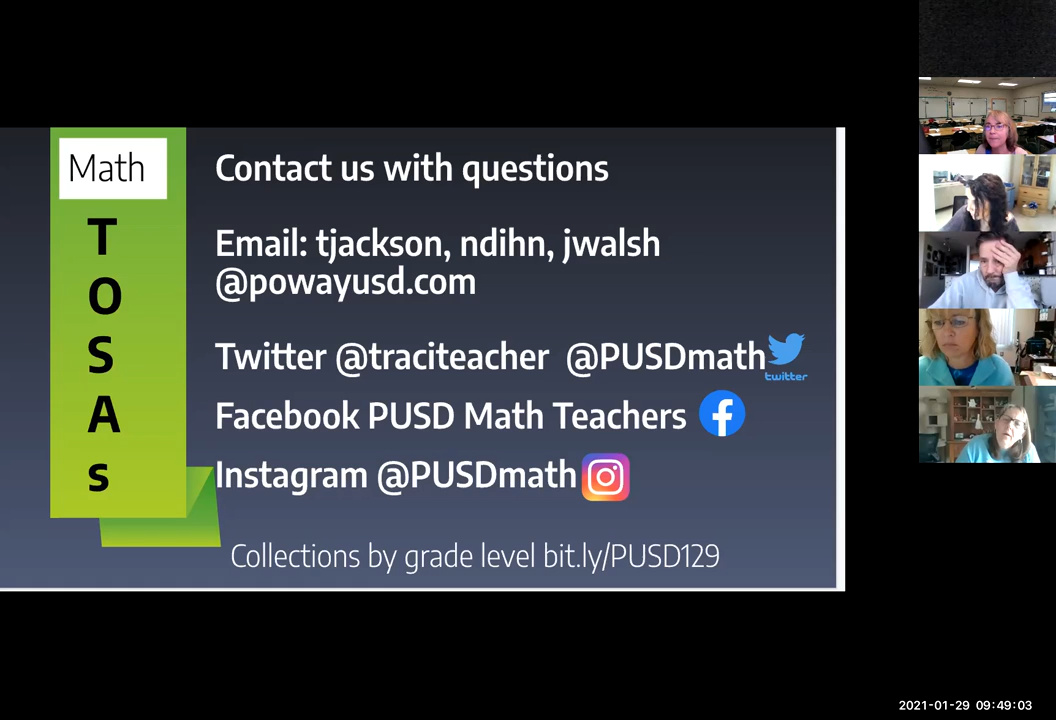 Math
T
O
S
A
s
Contact us with questions
Email: tjackson, ndihn, jwalsh
@powayusd.com
Twitter @traciteacher @PUSDmath
twitter
Facebook PUSD Math Teachers
Instagram @PUSDmath
Collections by grade level bit.ly/PUSD129
2021-01-29 09:49:03